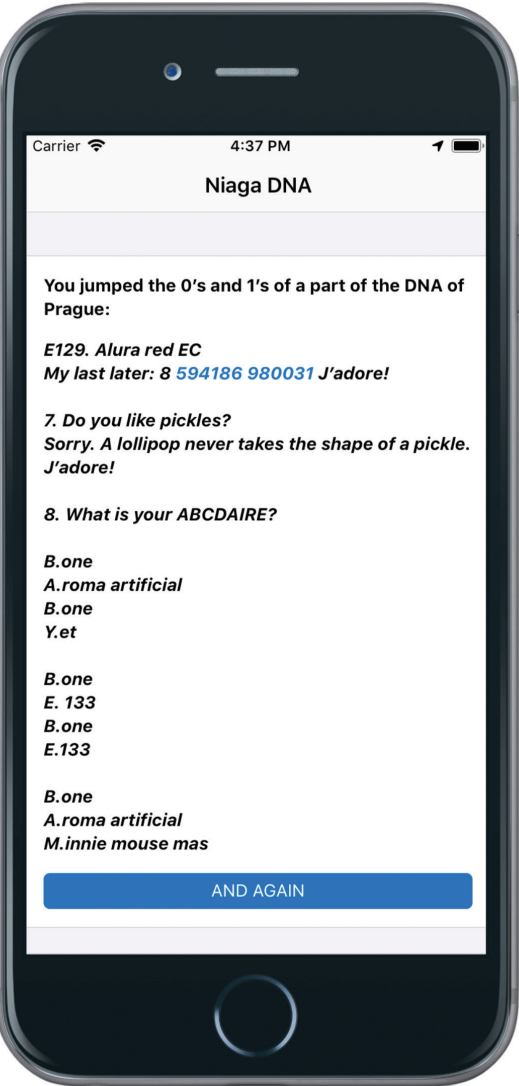 Carrier 4:37 PM
Niaga DNA
You jumped the 0’s and 1’s of a part of the DNA of
Prague:
E129. Alura red EC
My last later: 8 594186 980031 J’adore!
7. Do you like pickles?
Sorry. A lollipop never takes the shape of a pickle.
J’adore!
8. What is your ABCDAIRE?
B.one
A.roma artificial
B.one
Y.et
B.one
E. 133
B.one
E.133
B.one
A.roma artificial
M.innie mouse mas
AND AGAIN